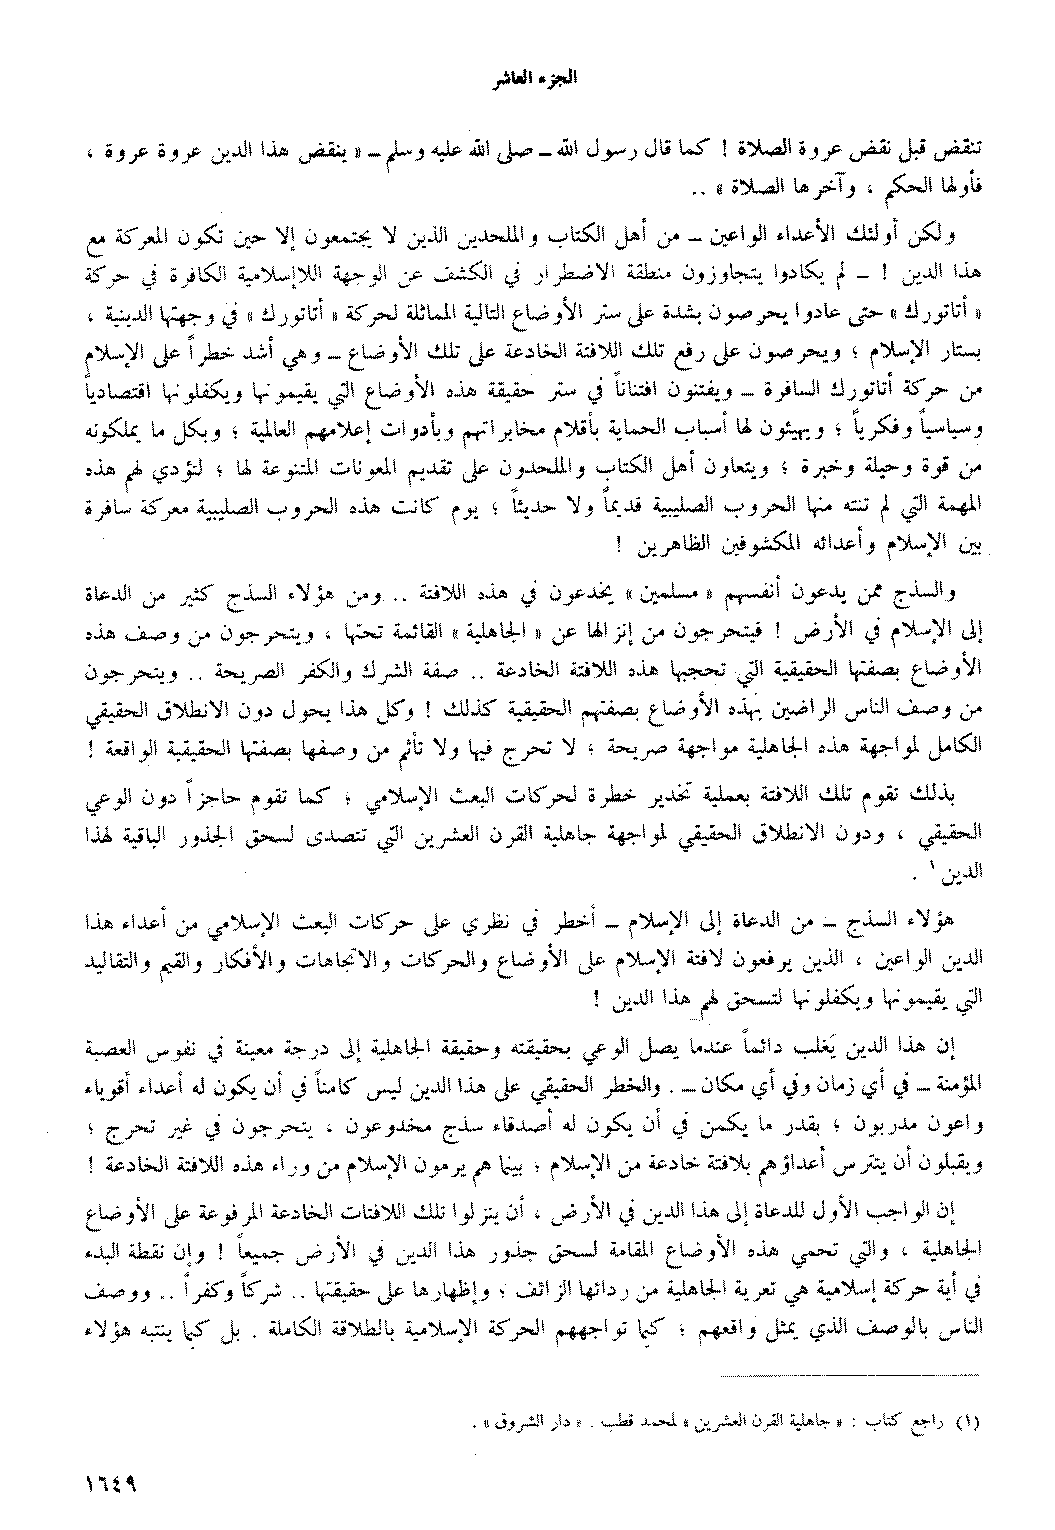 الجزء العاشر
تنقض قبل نقض عروة الصلاة ! كما قال رسول الله ــ صلى الله عليه وسلم ــ « ينقض هذا الدين عروة عروة ،
فأولها الحكم ، وآخرها الصلاة » ..
ولكن أولئك الأعداء الواعين ــ من أهل الكتاب والملحدين الذين لا يجتمعون إلا حين تكون المعركة مع
هذا الدين ! ــ لم يكادوا يتجاوزون منطقة الاضطرار في الكشف عن الوجهة اللاإسلامية الكافرة في حركة
« أتاتورك » حتى عادوا يحرصون بشدة على ستر الأوضاع التالية المماثلة لحركة « أتاتورك » في وجهتها الدينية ،
بستار الإسلام ؛ ويحرصون على رفع تلك اللافتة الخادعة على تلك الأوضاع ــ وهي أشد خطراً على الإسلام
من حركة أتاتورك السافرة ــ ويفتنون افتناناً في ستر حقيقة هذه الأوضاع التي يقيمونها ويكفلونها اقتصادياً
وسياسياً وفكرياً ؛ ويهيئون لها أسباب الحماية بأقلام مخابراتهم وبأدوات إعلامهم العالمية ؛ وبكل ما يملكونه
من قوة وحيلة وخبرة ؛ ويتعاون أهل الكتاب والملحدون على تقديم المعونات المتنوعة لها ؛ لتؤدي لهم هذه
المهمة التي لم تنته منها الحروب الصليبية قديماً ولا حديثاً ؛ يوم كانت هذه الحروب الصليبية معركة سافرة
بين الإسلام وأعدائه المكشوفين الظاهرين !
والسذج ممن يدعون أنفسهم « مسلمين » يخدعون في هذه اللافتة .. ومن هؤلاء السذج كثير من الدعاة
إلى الإسلام في الأرض ! فيتحرجون من إنزالها عن « الجاهلية » القائمة تحتها ، ويتحرجون من وصف هذه
الأوضاع بصفتها الحقيقية التي تحجبها هذه اللافتة الخادعة .. صفة الشرك والكفر الصريحة .. ويتحرجون
من وصف الناس الراضين بهذه الأوضاع بصفتهم الحقيقية كذلك ! وكل هذا يحول دون الانطلاق الحقيقي
الكامل لمواجهة هذه الجاهلية مواجهة صريحة ؛ لا تحرج فيها ولا تأثم من وصفها بصفتها الحقيقية الواقعة !
بذلك تقوم تلك اللافتة بعملية تخدير خطرة لحركات البعث الإسلامي ؛ كما تقوم حاجزاً دون الوعي
الحقيقي ، ودون الانطلاق الحقيقي لمواجهة جاهلية القرن العشرين التي تتصدى لسحق الجذور الباقية لهذا
الدين ١ .
هؤلاء السذج ــ من الدعاة إلى الإسلام ــ أخطر في نظري على حركات البعث الإسلامي من أعداء هذا
الدين الواعين ، الذين يرفعون لافتة الإسلام على الأوضاع والحركات والاتجاهات والأفكار والقيم والتقاليد
التي يقيمونها ويكفلونها لتسحق لهم هذا الدين !
إن هذا الدين يَغلب دائماً عندما يصل الوعي بحقيقته وحقيقة الجاهلية إلى درجة معينة في نفوس العصبة
المؤمنة ــ في أي زمان وفي أي مكان ــ . والخطر الحقيقي على هذا الدين ليس كامناً في أن يكون له أعداء أقوياء
واعون مدربون ؛ بقدر ما يكمن في أن يكون له أصدقاء سذج مخدوعون ، يتحرجون في غير تحرج ؛
ويقبلون أن يتترس أعداؤهم بلافتة خادعة من الإسلام ؛ بينما هم يرمون الإسلام من وراء هذه اللافتة الخادعة !
إن الواجب الأول للدعاة إلى هذا الدين في الأرض ، أن ينزلوا تلك اللافتات الخادعة المرفوعة على الأوضاع
الجاهلية ، والتي تحمي هذه الأوضاع المقامة لسحق جذور هذا الدين في الأرض جميعاً ! وإن نقطة البدء
في أية حركة إسلامية هي تعرية الجاهلية من ردائها الزائف ؛ وإظهارها على حقيقتها .. شركاً وكفراً .. ووصف
الناس بالوصف الذي يمثل واقعهم ؛ كيما تواجههم الحركة الإسلامية بالطلاقة الكاملة . بل كيما ينتبه هؤلاء
(١) راجع كتاب : « جاهلية القرن العشرين » لمحمد قطب . « دار الشروق » .
١٦٤٩